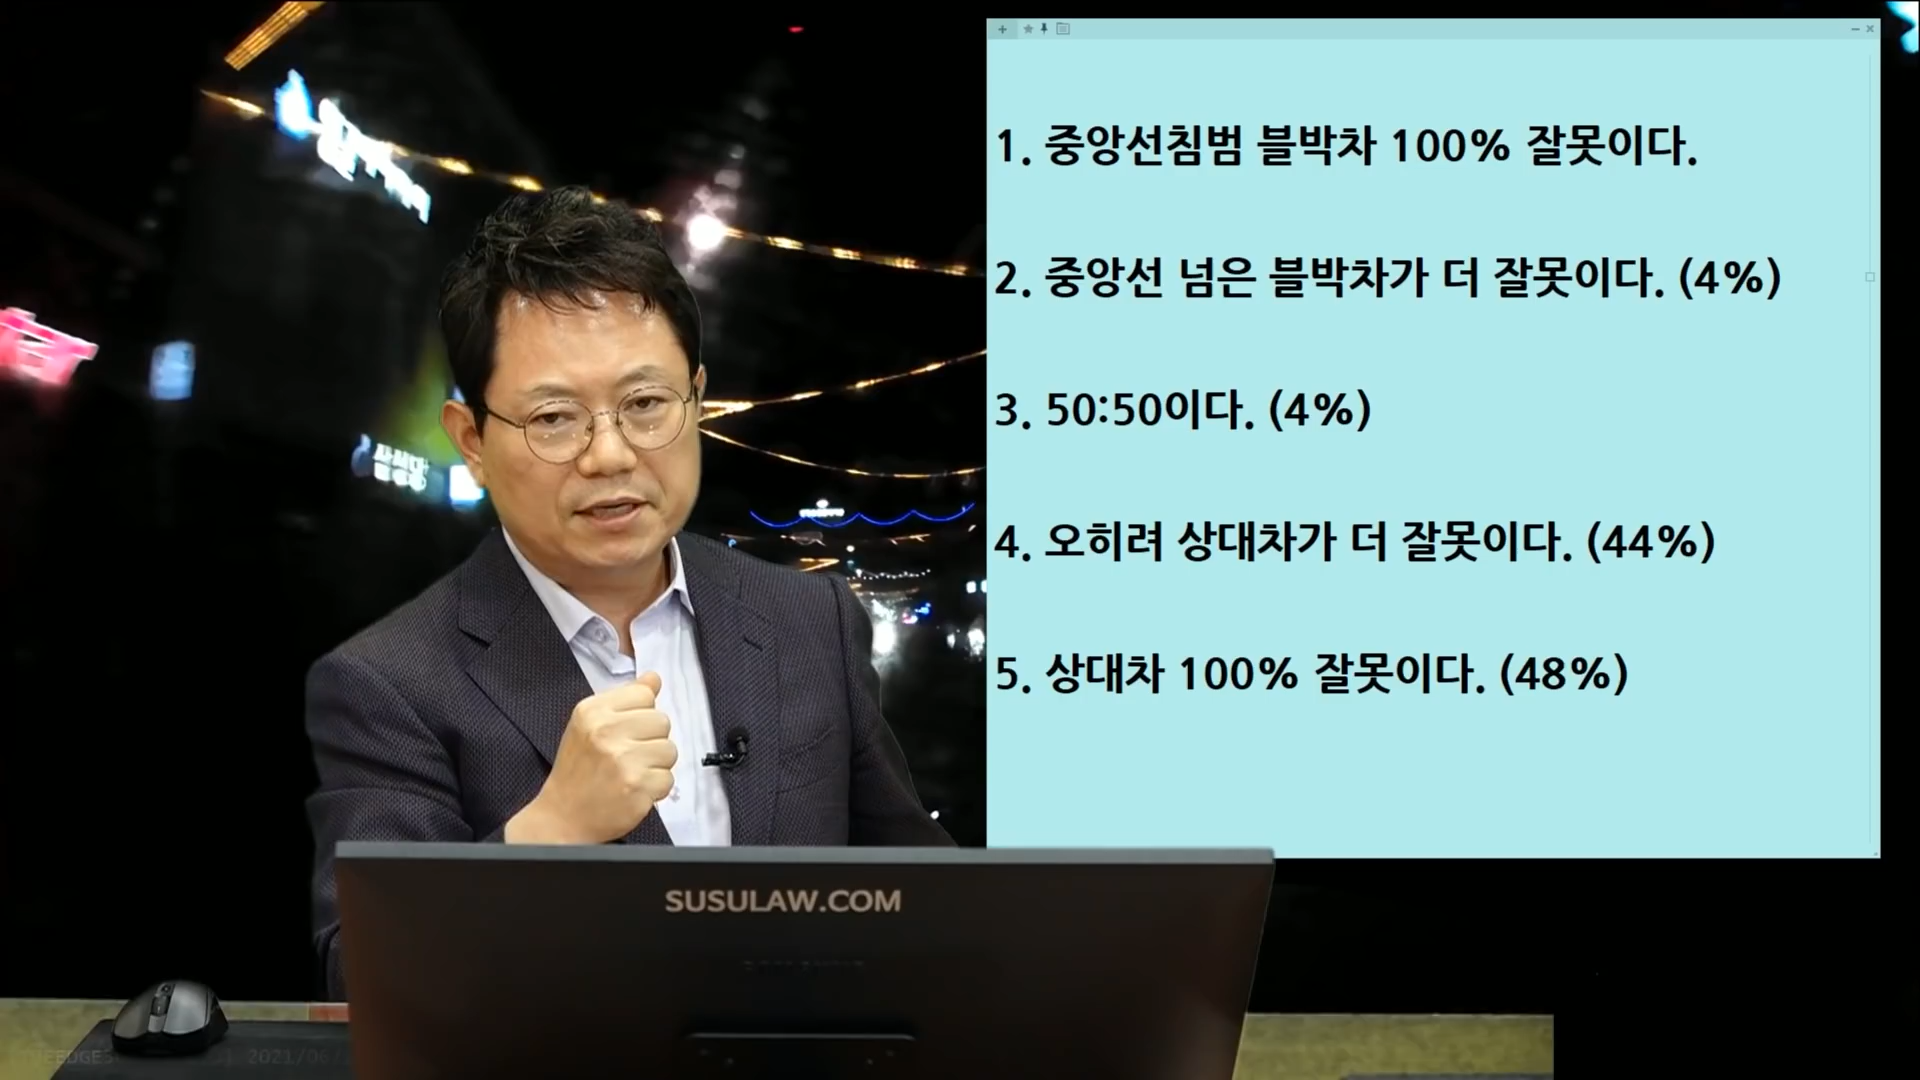 1. 중앙선침범 블박차 100% 잘못이다.
2. 중앙선 넘은 블박차가 더 잘못이다. (4%)
3. 50:50이다. (4%)
4. 오히려 상대차가 더 잘못이다. (44%)
5. 상대차 100% 잘못이다. (48%)
SUSULAW.COM
2021/06/